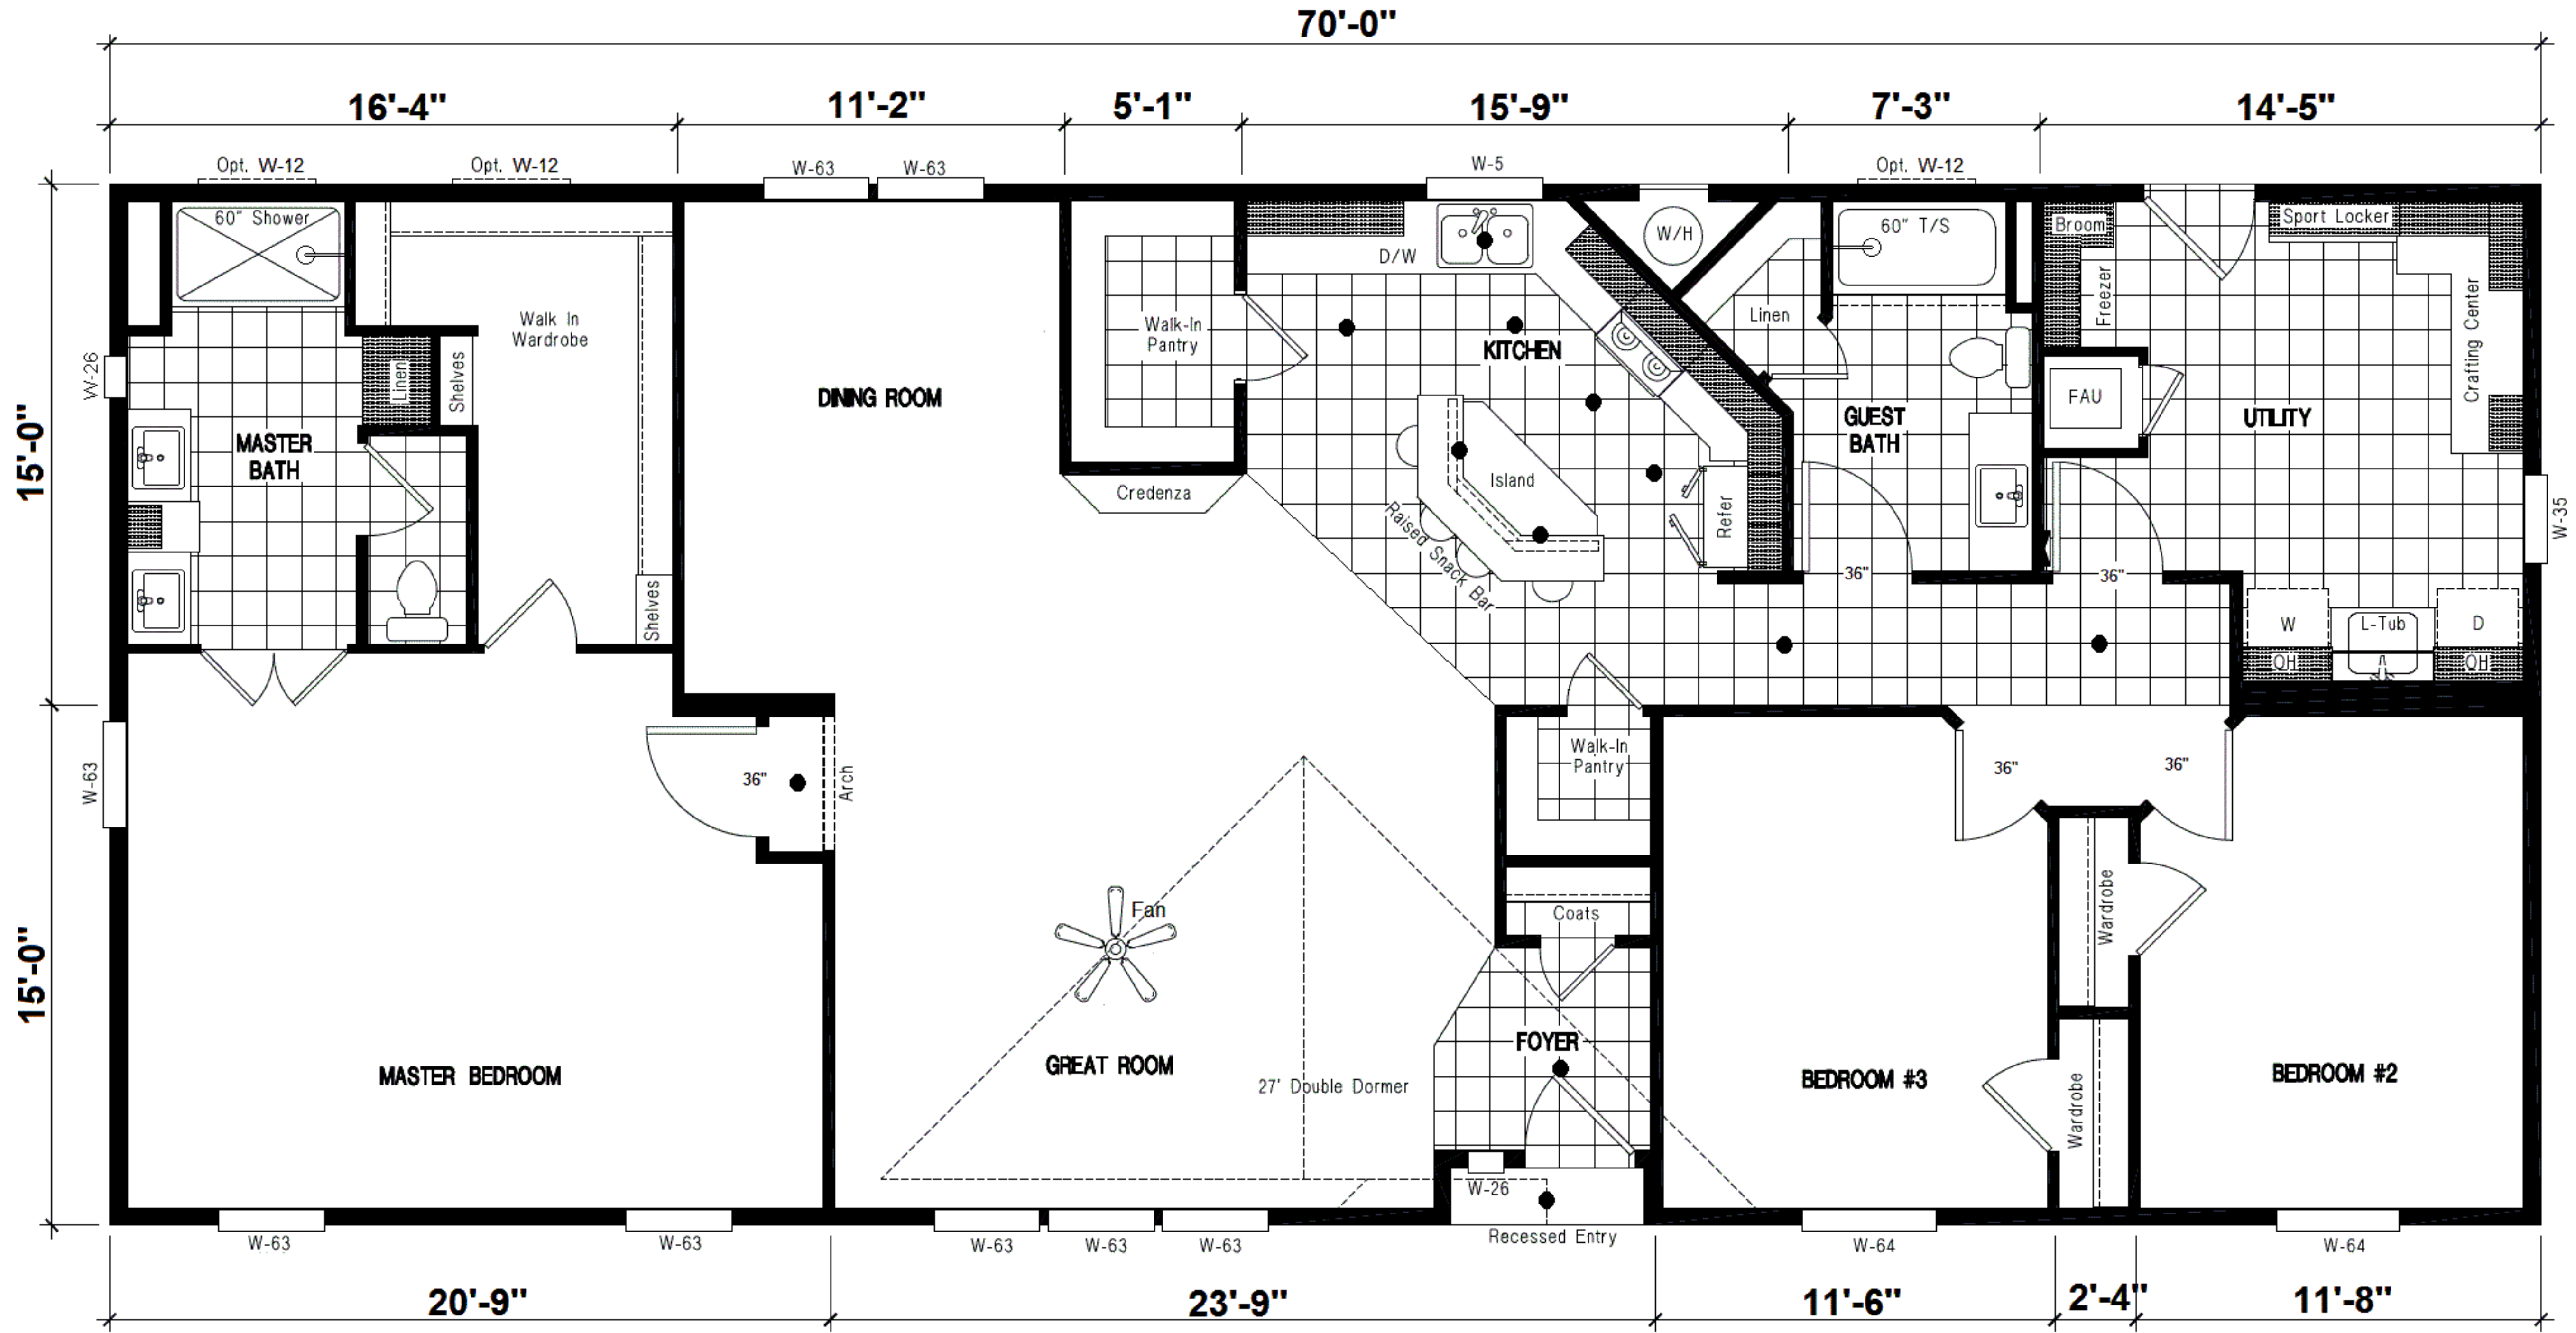 70'-0"
16'-4"
11'-2"
5'-1"
15'-9"
7'-3"
14'-5"
Opt. W-12
Opt. W-12
W-63
W-63
W-5
Opt. W-12
60" Shower
W/H
60" T/S
Broom
Sport Locker
D/W
Freezer
Walk In
Wardrobe
Walk-In
Pantry
Linen
KITCHEN
Crafting Center
W-26
Linen
Shelves
DINING ROOM
FAU
15'-0"
MASTER
BATH
GUEST
BATH
UTILITY
Credenza
Island
Refer
W-35
Raised Snack Bar
36"
36"
Shelves
W
L-Tub
D
OH
OH
W-63
36"
Arch
Walk-In
Pantry
36"
36"
Fan
Coats
Wardrobe
15'-0"
FOYER
MASTER BEDROOM
GREAT ROOM
27' Double Dormer
BEDROOM #3
Wardrobe
BEDROOM #2
W-26
Recessed Entry
W-63
W-63
W-63
W-63
W-63
W-64
W-64
20'-9"
23'-9"
11'-6"
2'-4"
11'-8"